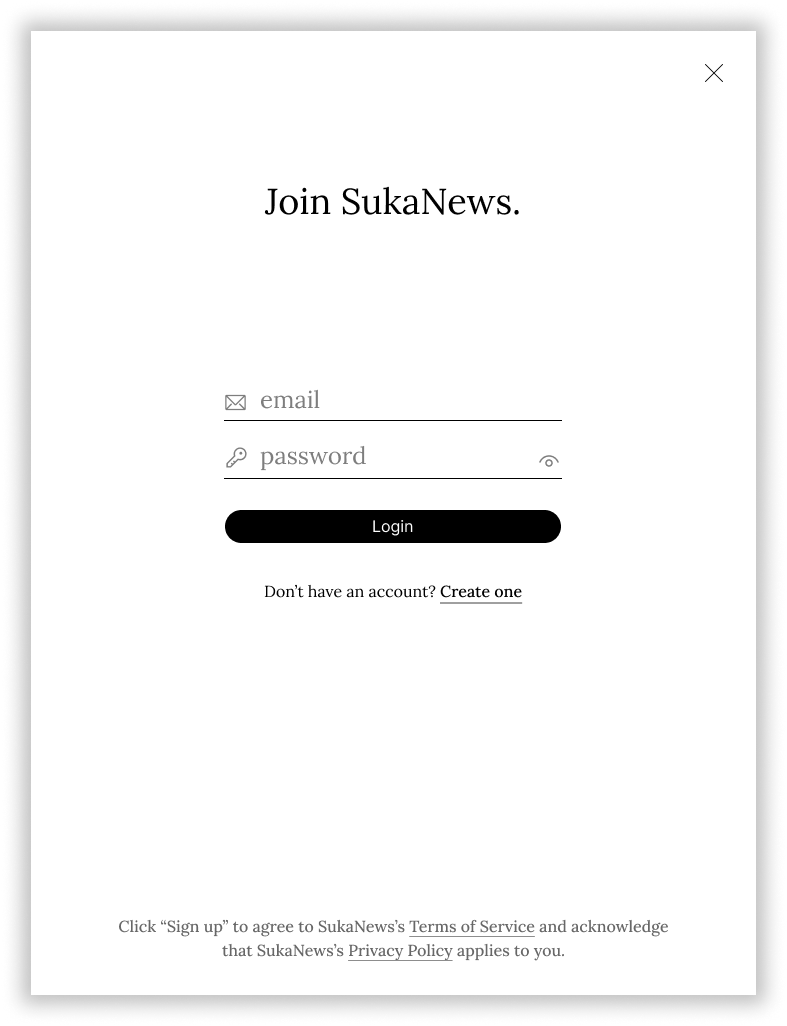 Join SukaNews.
email
password
Login
Don’t have an account? Create one
Click “Sign up” to agree to SukaNews’s Terms of Service and acknowledge
that SukaNews’s Privacy Policy applies to you.